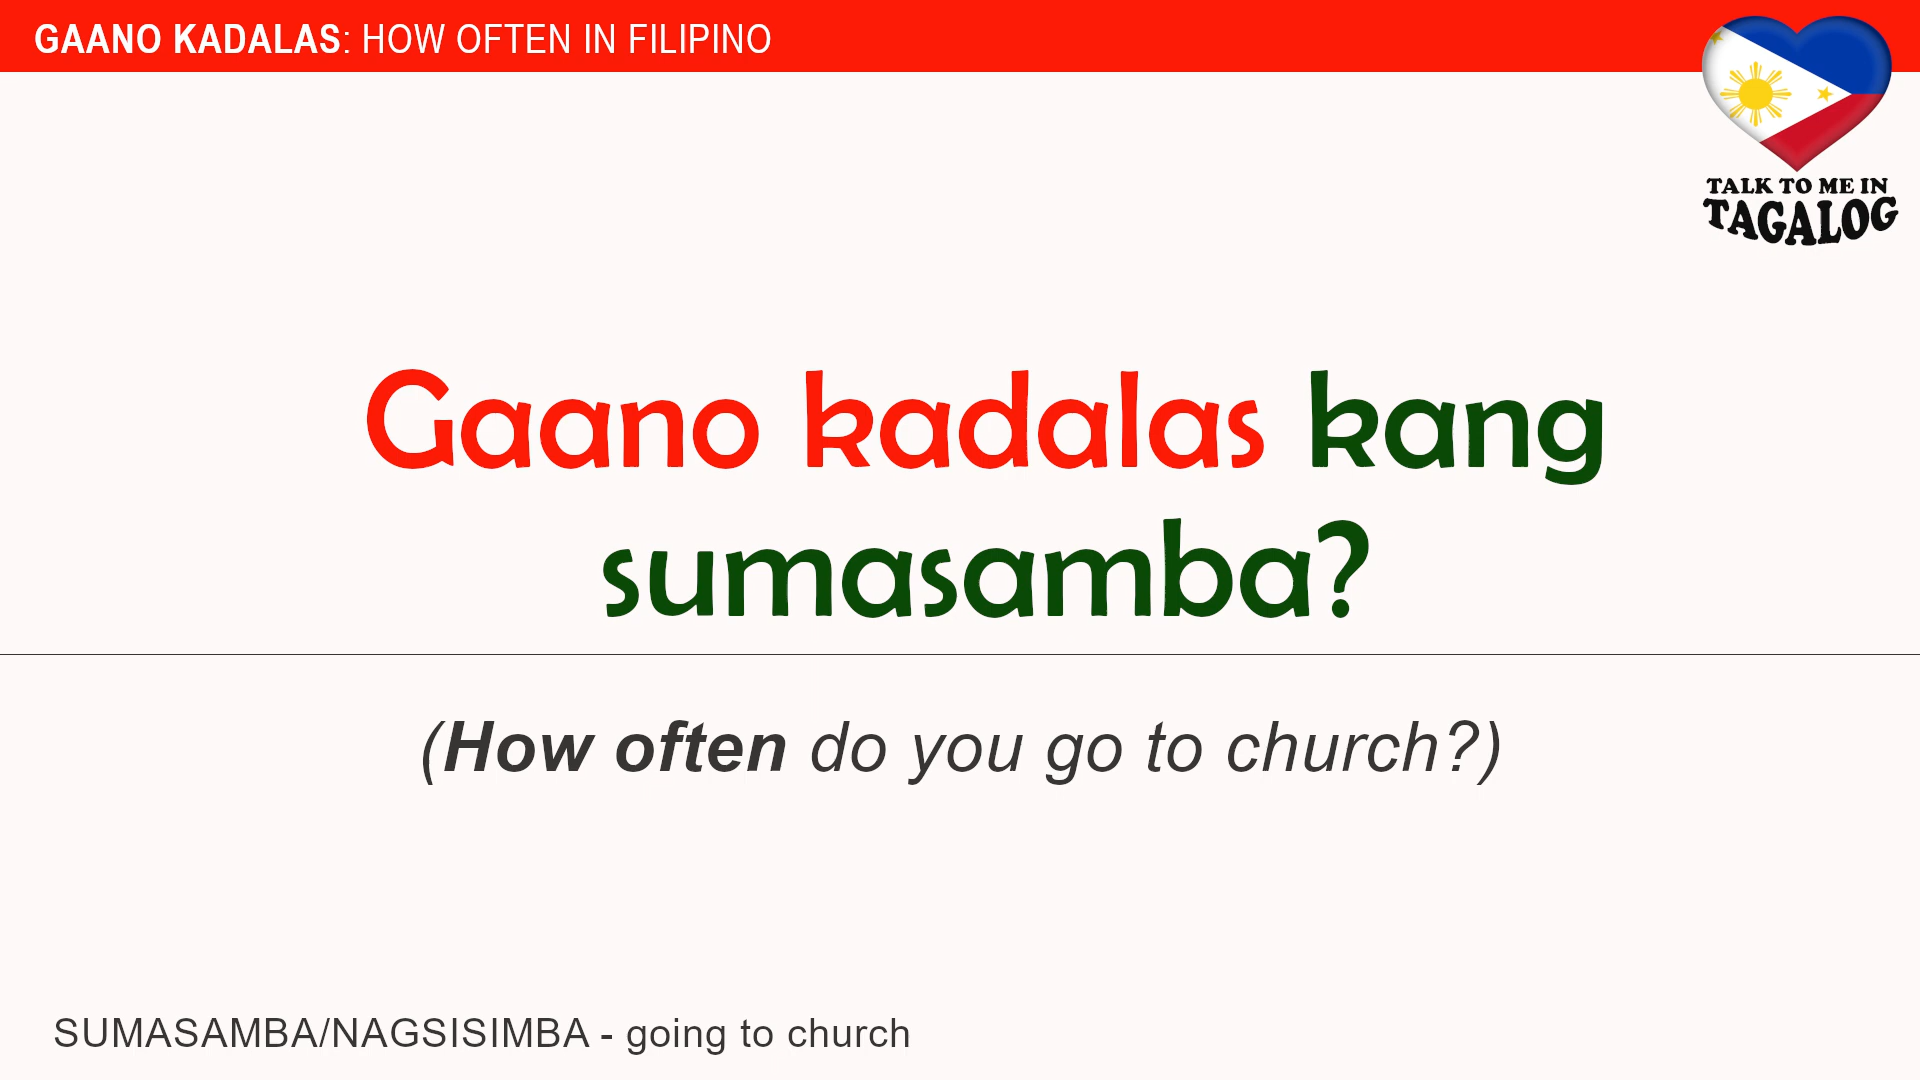 GAANO KADALAS: HOW OFTEN IN FILIPINO
TALK TO ME IN
TAGALOG
Gaano kadalas kang
sumasamba?
(How often do you go to church?)
SUMASAMBA/NAGSISIMBA - going to church